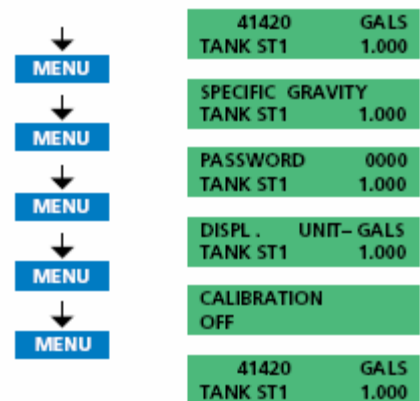 41420 GALS
TANK ST1 1.000
MENU
SPECIFIC GRAVITY
TANK ST1 1.000
MENU
PASSWORD 0000
TANK ST1 1.000
MENU
DISPL. UNIT– GALS
TANK ST1 1.000
MENU
CALIBRATION
OFF
MENU
41420 GALS
TANK ST1 1.000